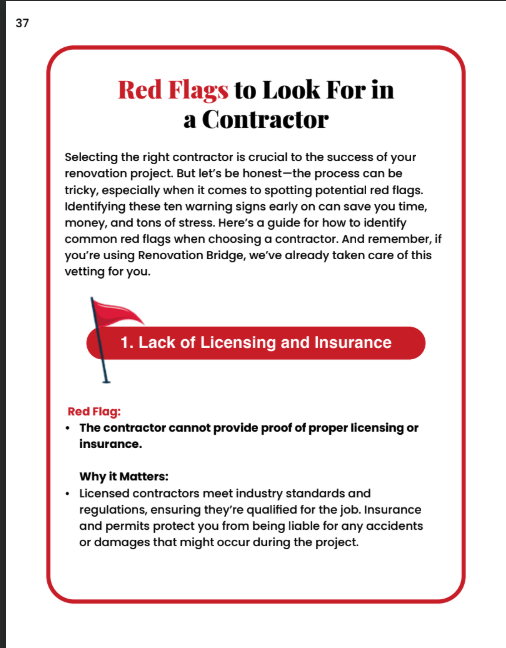 37
Red Flags to Look For in
a Contractor
Selecting the right contractor is crucial to the success of your
renovation project. But let's be honest—the process can be
tricky, especially when it comes to spotting potential red flags.
Identifying these ten warning signs early on can save you time,
money, and tons of stress. Here's a guide for how to identify
common red flags when choosing a contractor. And remember, if
you're using Renovation Bridge, we've already taken care of this
vetting for you.
1. Lack of Licensing and Insurance
Red Flag:
• The contractor cannot provide proof of proper licensing or
insurance.
Why it Matters:
• Licensed contractors meet industry standards and
regulations, ensuring they're qualified for the job. Insurance
and permits protect you from being liable for any accidents
or damages that might occur during the project.